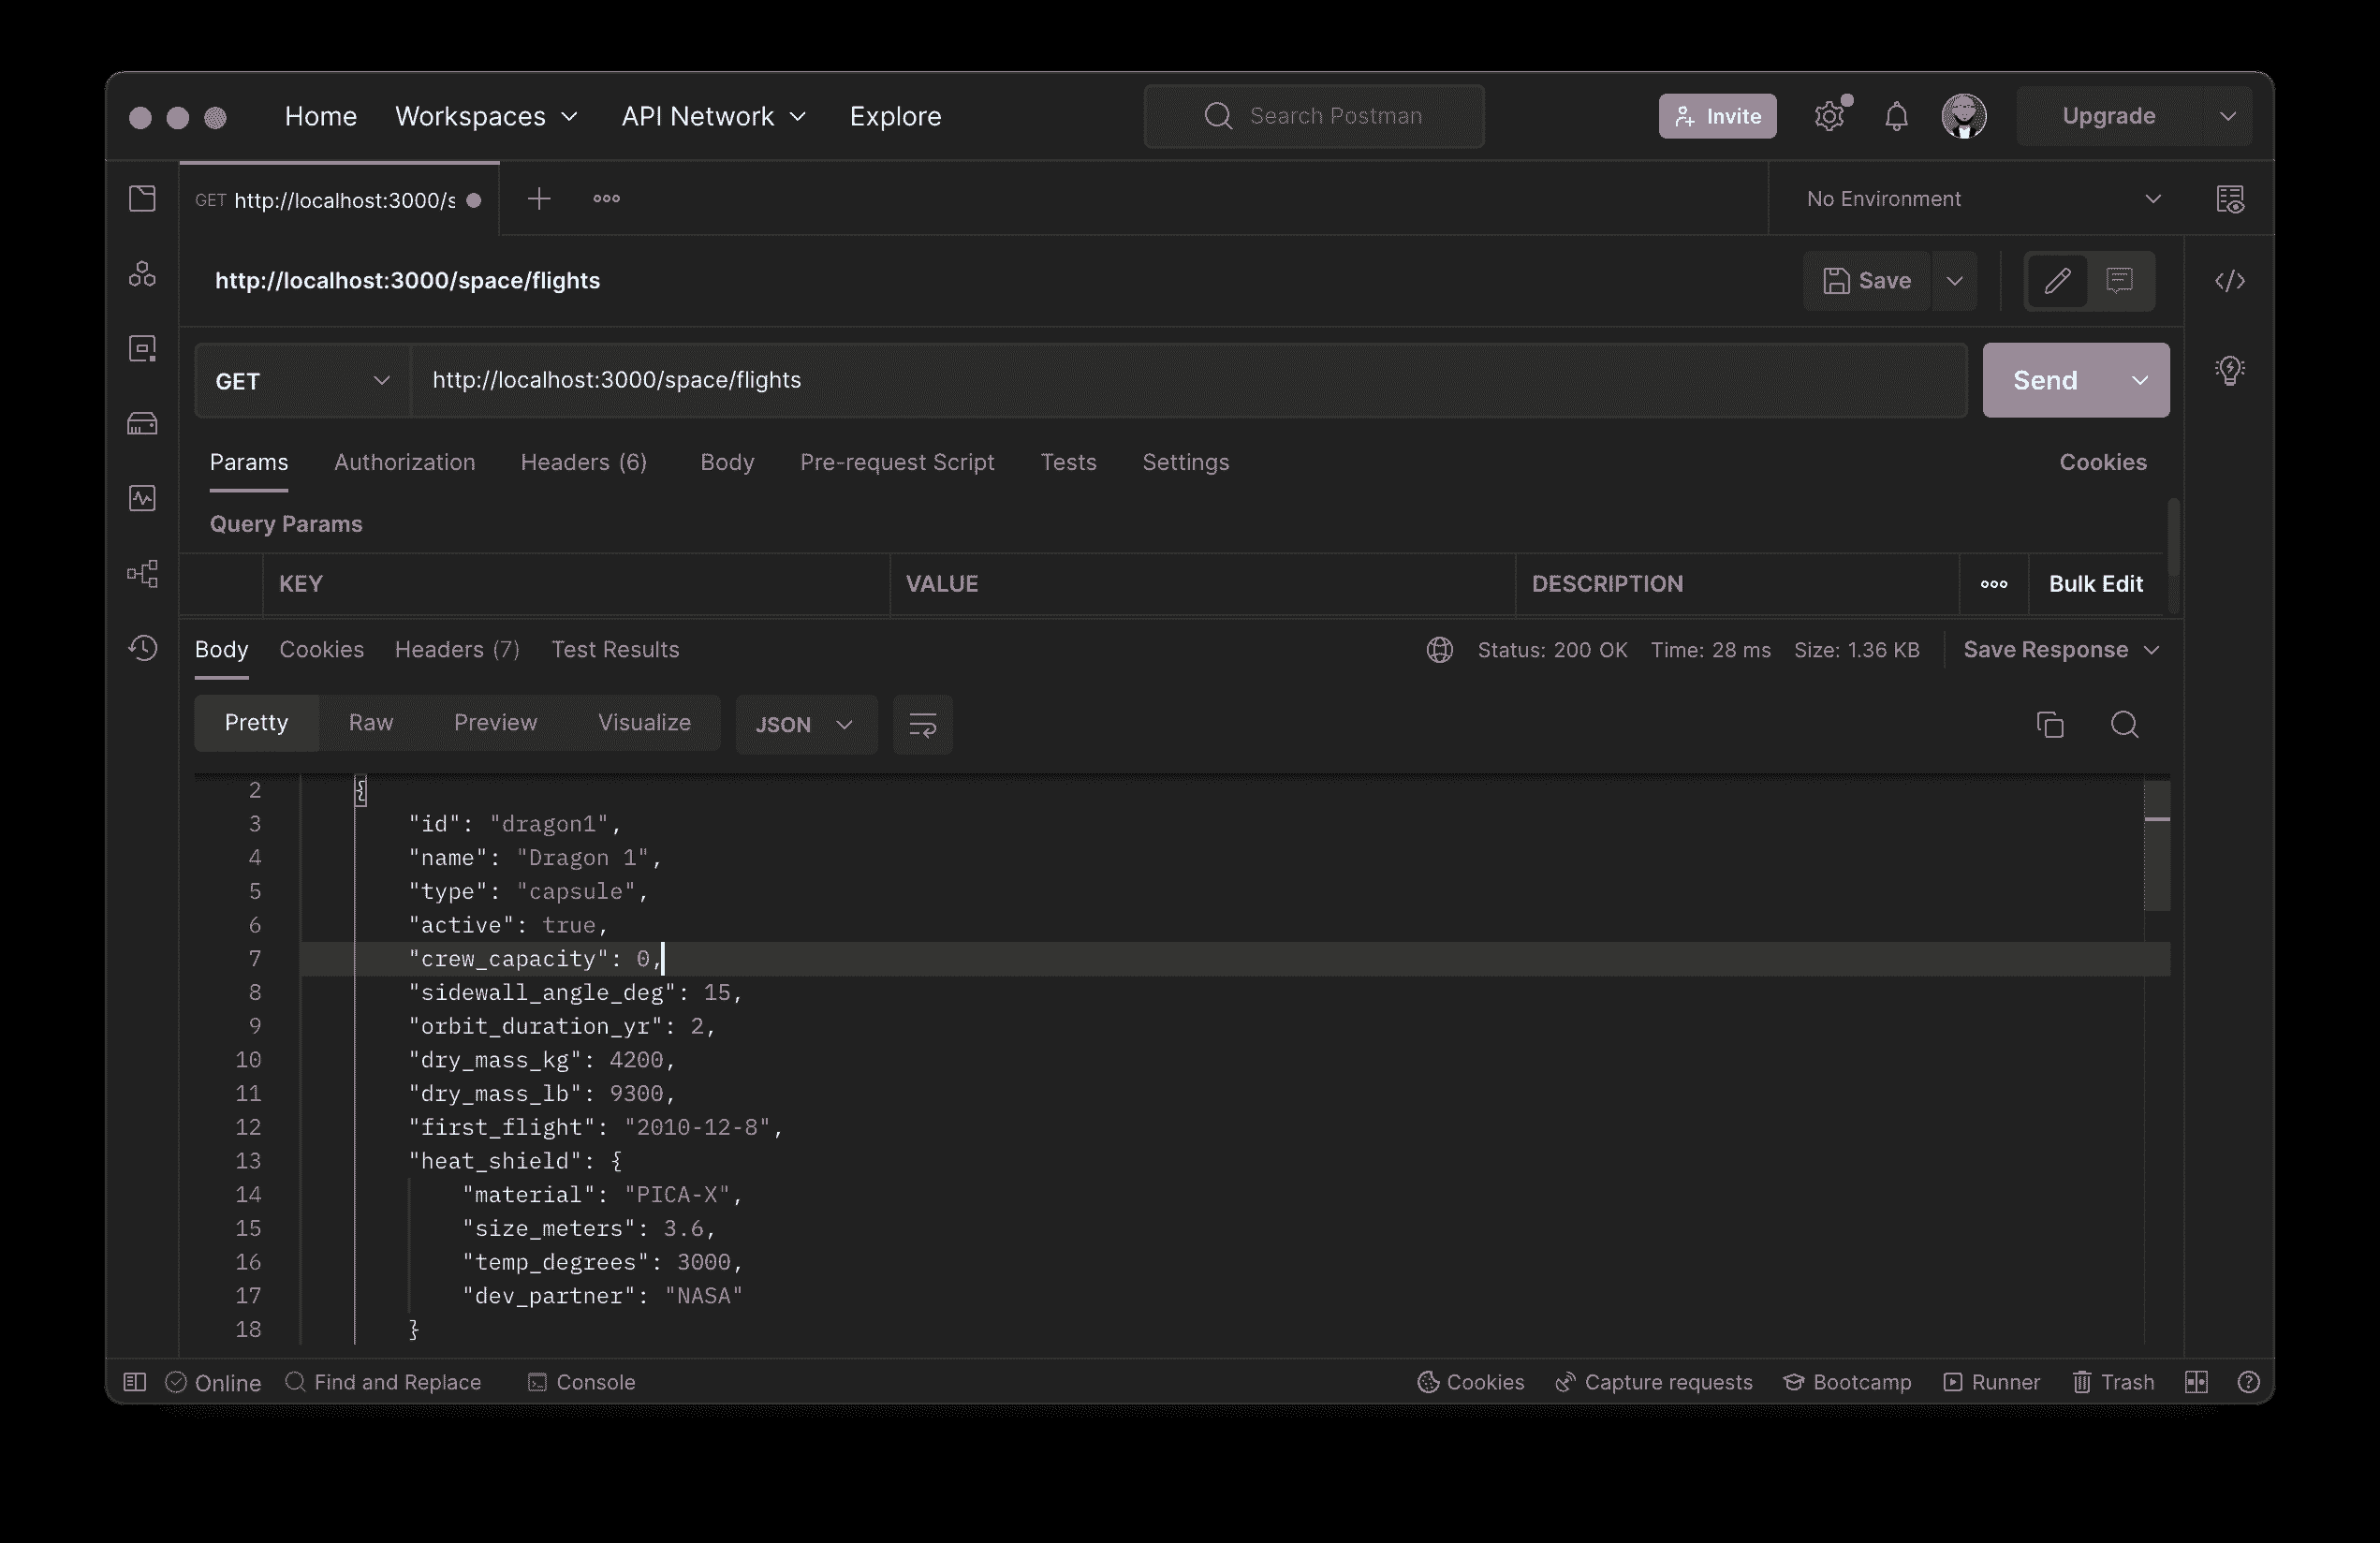 Home Workspaces API Network Explore Search Postman Invite Upgrade
GET http://localhost:3000/s No Environment
http://localhost:3000/space/flights Save
GET http://localhost:3000/space/flights Send
Params Authorization Headers (6) Body Pre-request Script Tests Settings Cookies
Query Params
KEY VALUE DESCRIPTION Bulk Edit
Body Cookies Headers (7) Test Results Status: 200 OK Time: 28 ms Size: 1.36 KB Save Response
Pretty Raw Preview Visualize JSON
2 {
3 "id": "dragon1",
4 "name": "Dragon 1",
5 "type": "capsule",
6 "active": true,
7 "crew_capacity": 0,
8 "sidewall_angle_deg": 15,
9 "orbit_duration_yr": 2,
10 "dry_mass_kg": 4200,
11 "dry_mass_lb": 9300,
12 "first_flight": "2010-12-8",
13 "heat_shield": {
14 "material": "PICA-X",
15 "size_meters": 3.6,
16 "temp_degrees": 3000,
17 "dev_partner": "NASA"
18 }
Online Find and Replace Console Cookies Capture requests Bootcamp Runner Trash